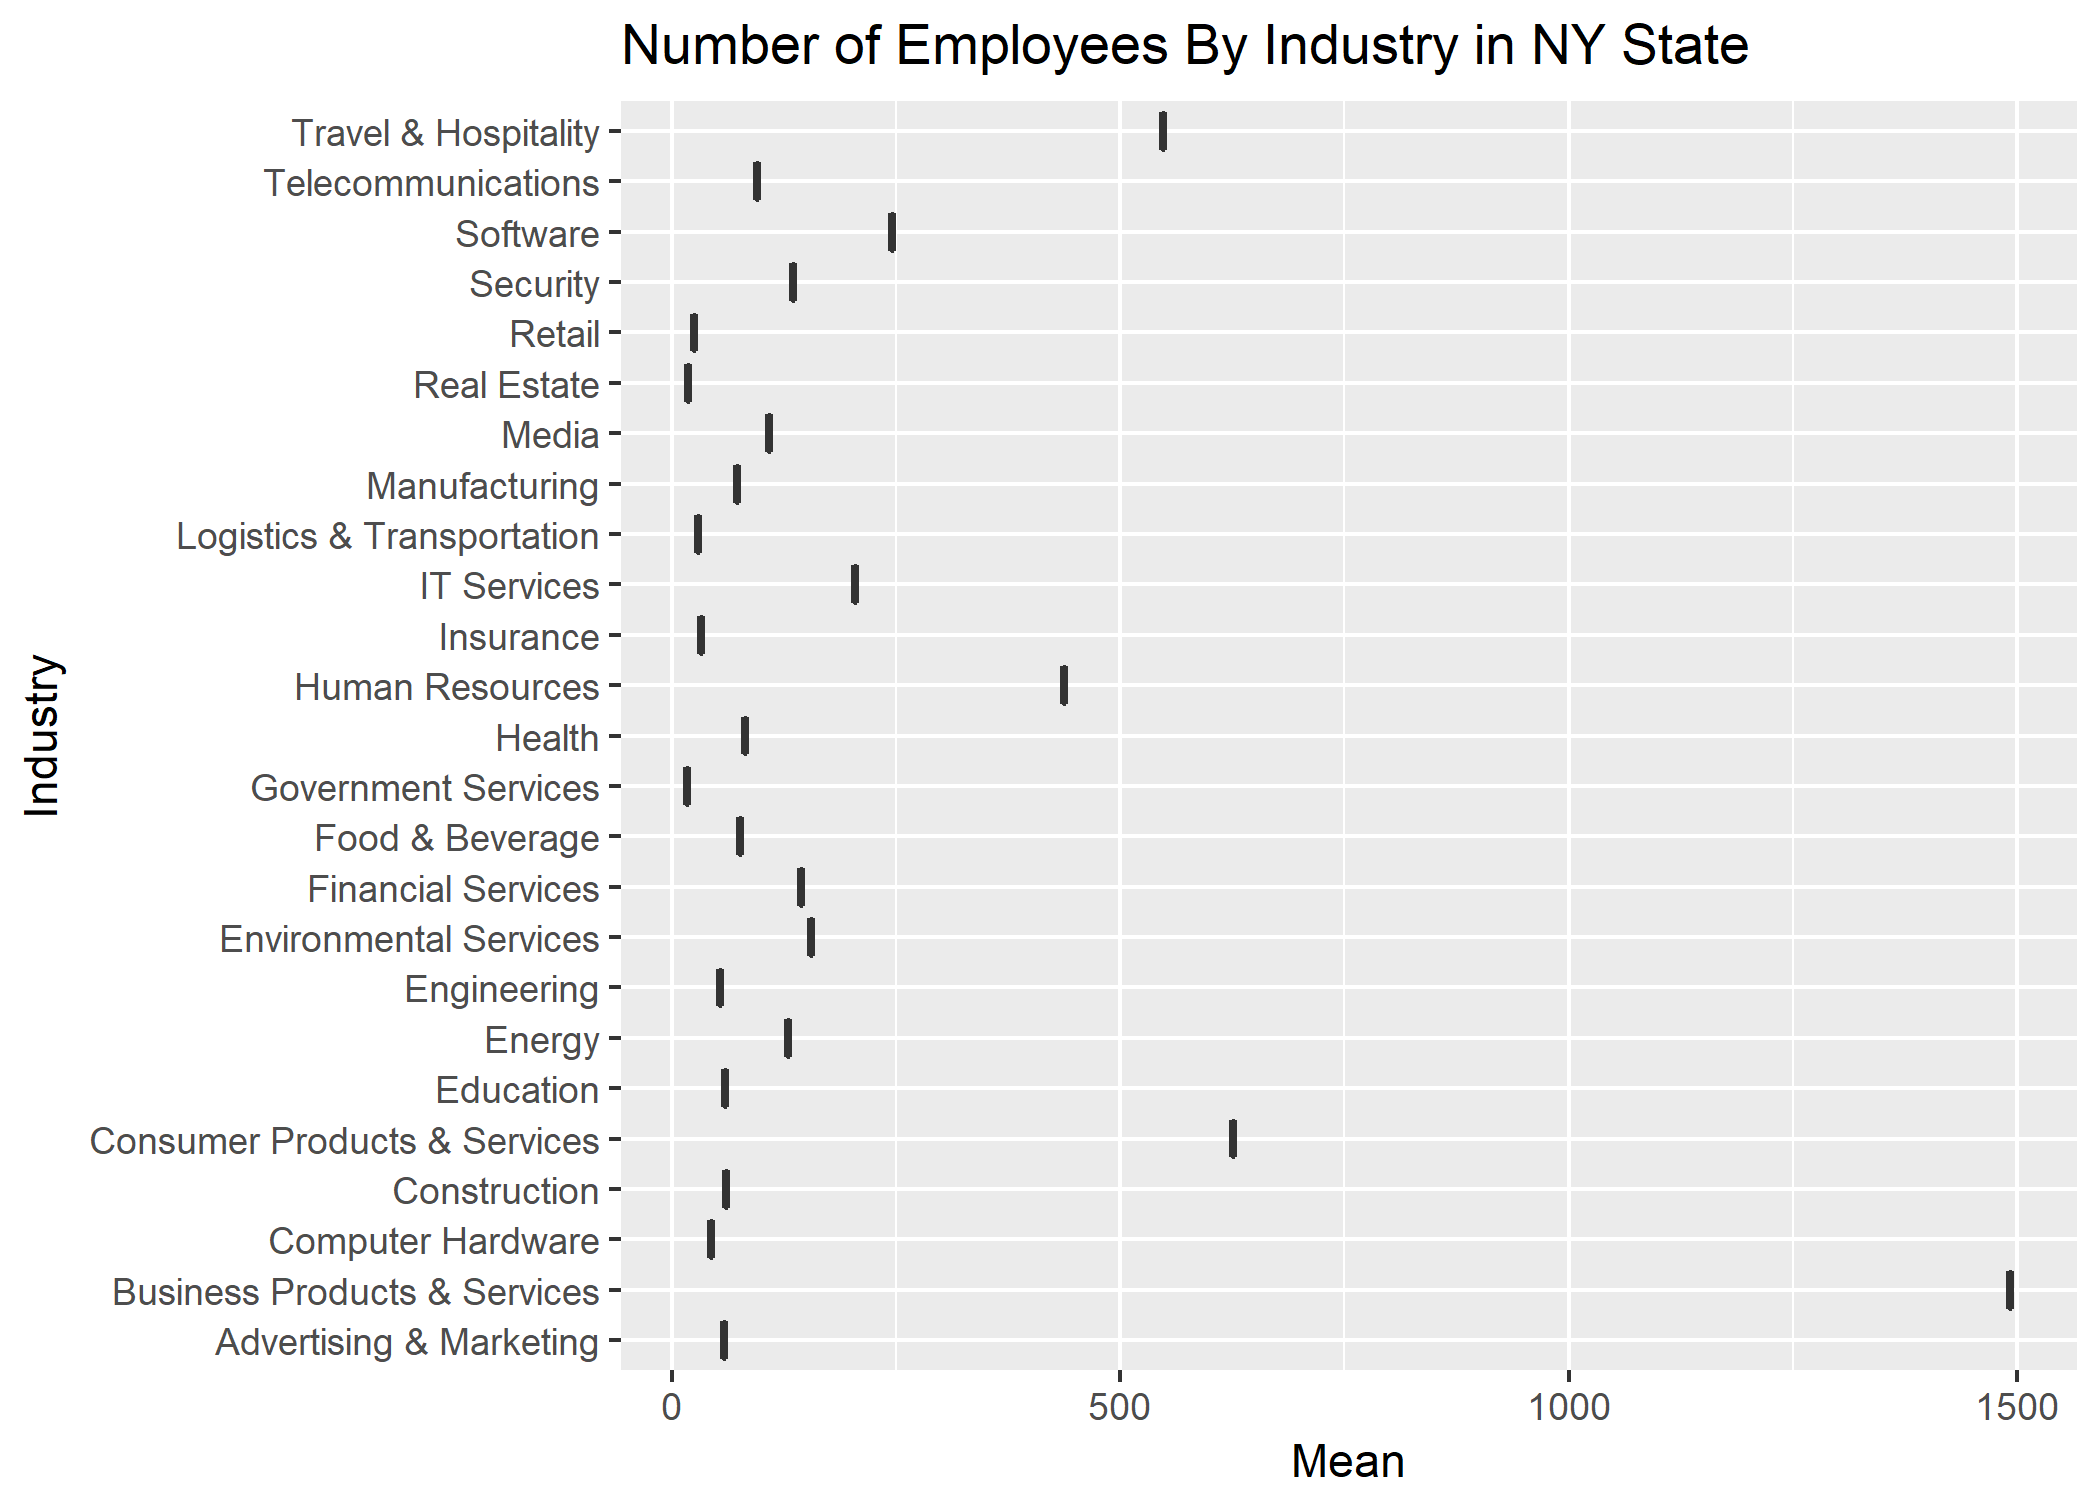 Number of Employees By Industry in NY State
Travel & Hospitality
Telecommunications
Software
Security
Retail
Real Estate
Media
Manufacturing
Logistics & Transportation
IT Services
Insurance
Human Resources
Health
Government Services
Food & Beverage
Financial Services
Environmental Services
Engineering
Energy
Education
Consumer Products & Services
Construction
Computer Hardware
Business Products & Services
Advertising & Marketing
Industry
0 500 1000 1500
Mean